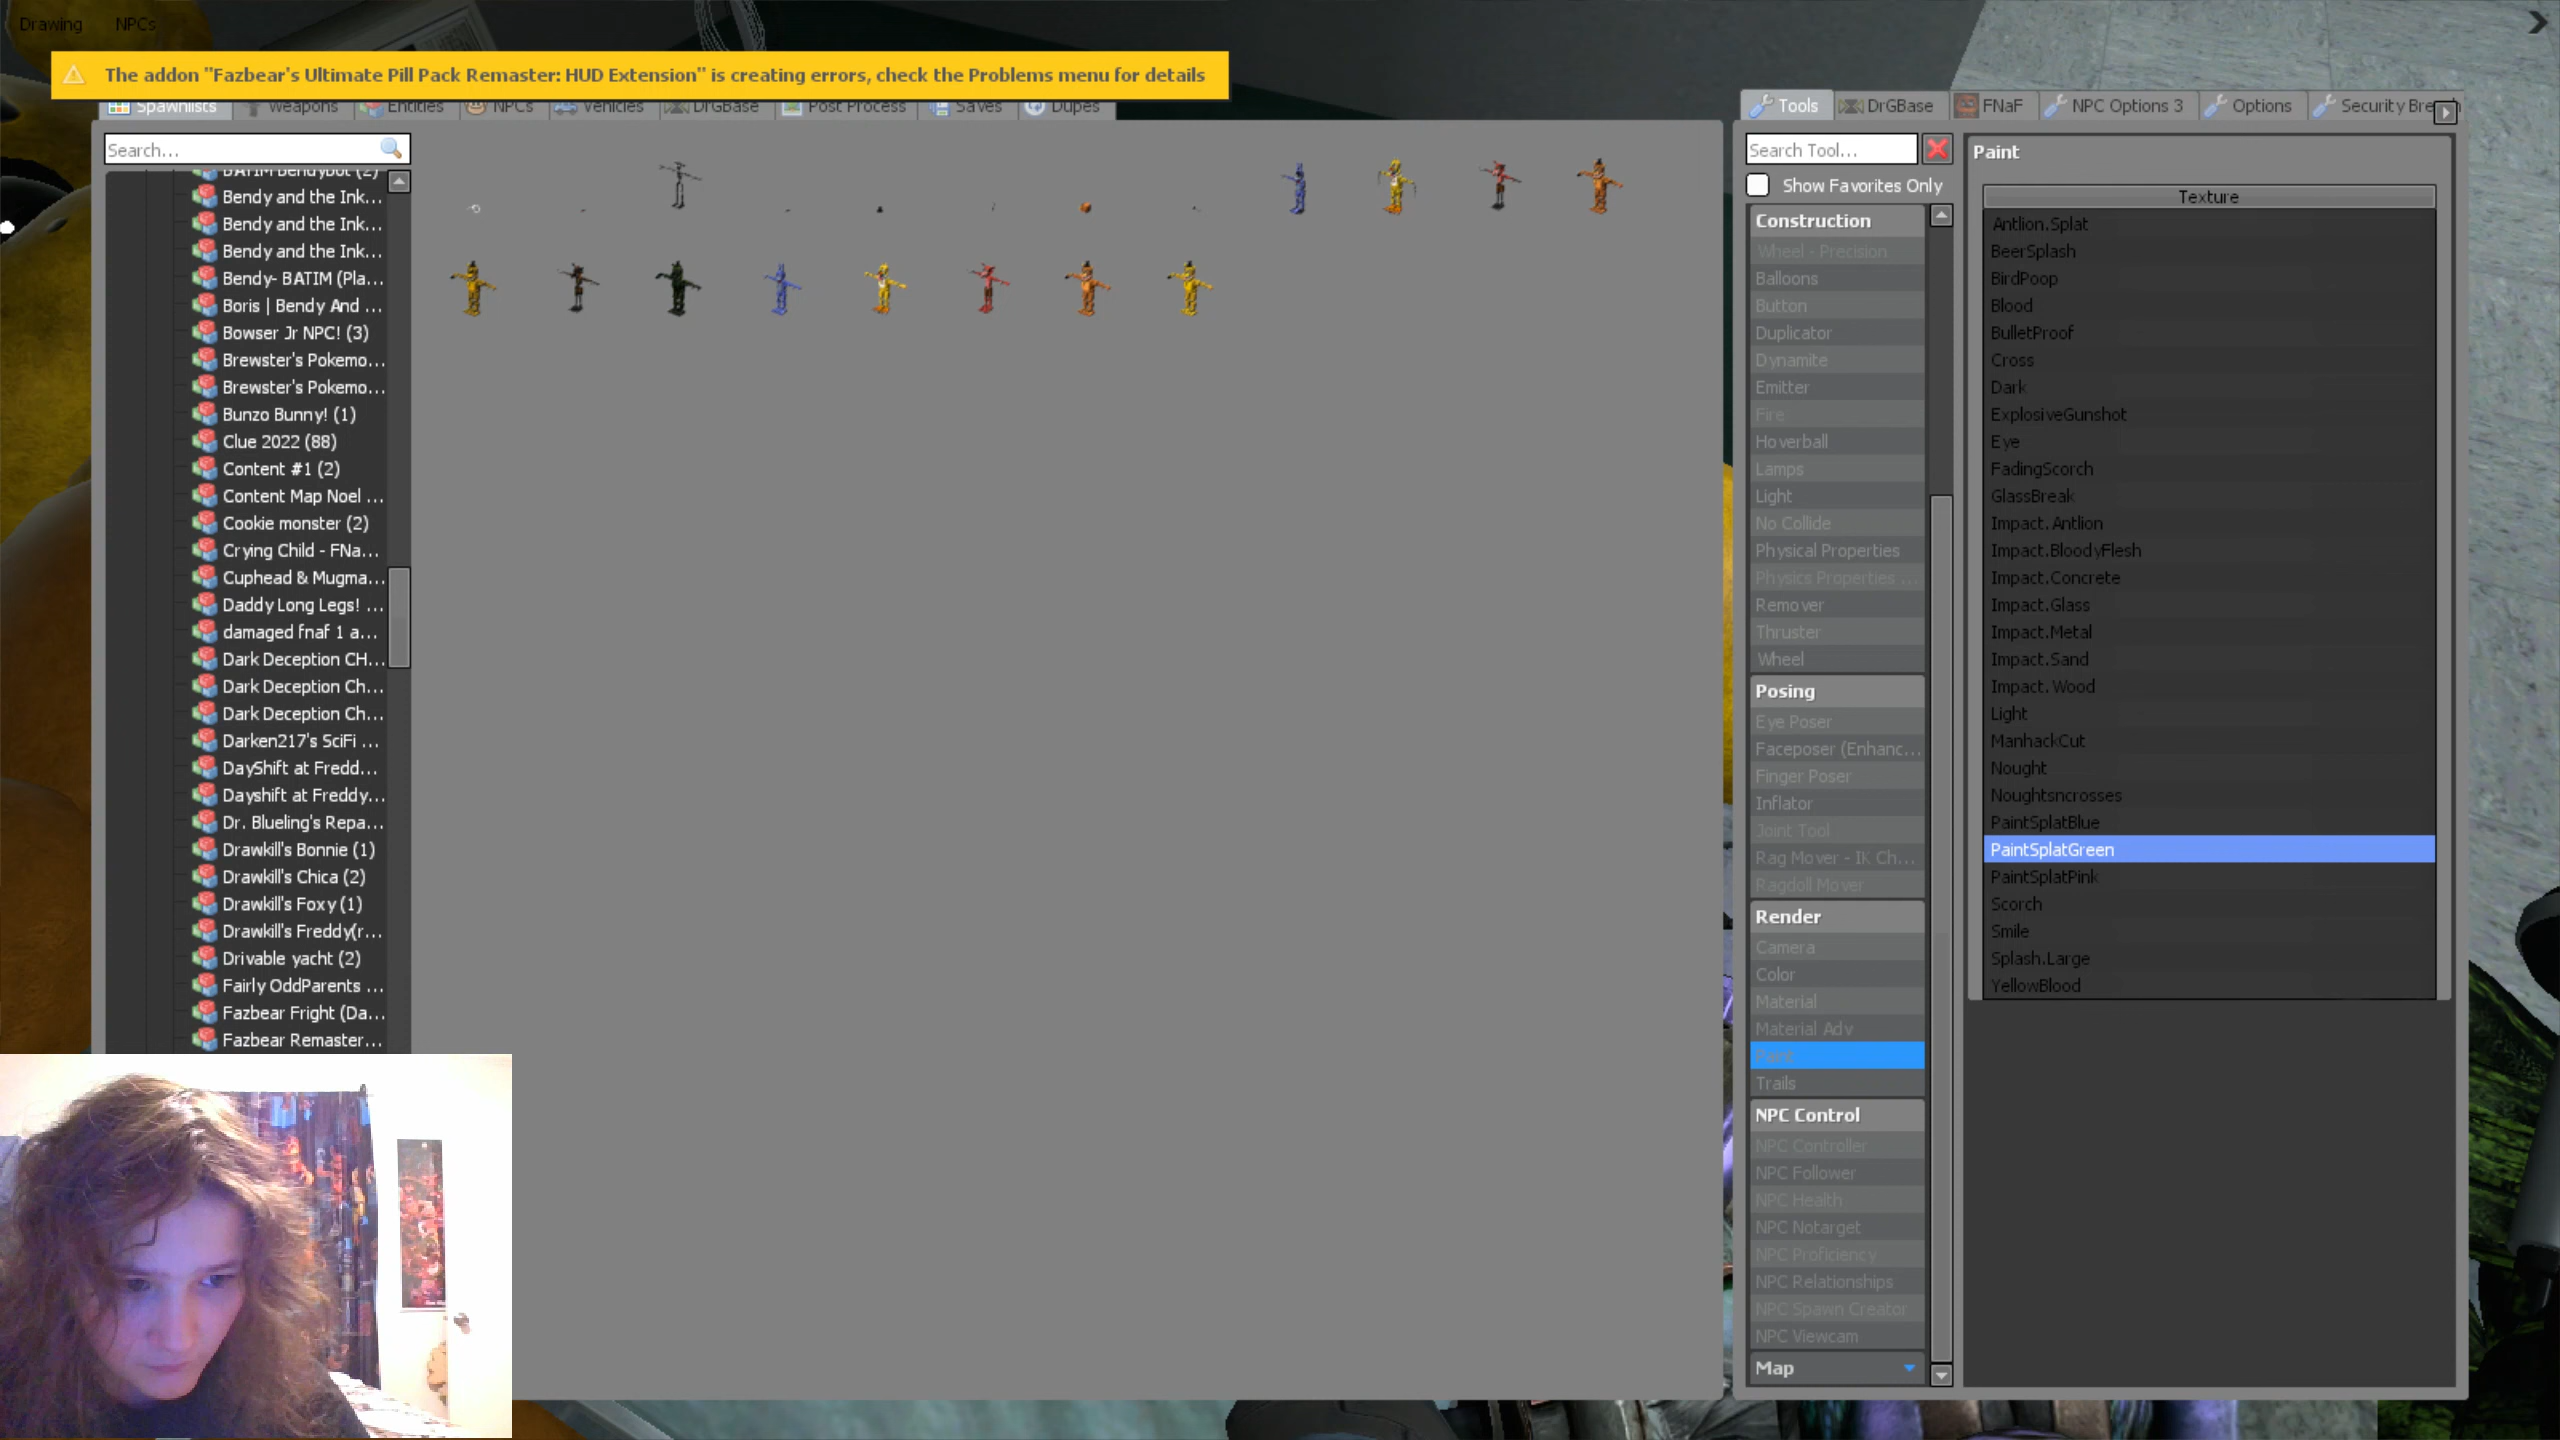 Drawing NPCs
The addon "Fazbear's Ultimate Pill Pack Remaster: HUD Extension" is creating errors, check the Problems menu for details
Spawnlists Weapons Entities NPCs Vehicles DrGBase Post Process Saves Dupes
Search...
BATIM Bendybot (2)
Bendy and the Ink...
Bendy and the Ink...
Bendy and the Ink...
Bendy- BATIM (Pla...
Boris | Bendy And ...
Bowser Jr NPC! (3)
Brewster's Pokemo...
Brewster's Pokemo...
Bunzo Bunny! (1)
Clue 2022 (88)
Content #1 (2)
Content Map Noel ...
Cookie monster (2)
Crying Child - FNa...
Cuphead & Mugma...
Daddy Long Legs! ...
damaged fnaf 1 a...
Dark Deception CH...
Dark Deception Ch...
Dark Deception Ch...
Darken217's SciFi ...
DayShift at Fredd...
Dayshift at Freddy...
Dr. Blueling's Repa...
Drawkill's Bonnie (1)
Drawkill's Chica (2)
Drawkill's Foxy (1)
Drawkill's Freddy(r...
Drivable yacht (2)
Fairly OddParents ...
Fazbear Fright (Da...
Fazbear Remaster...
Tools DrGBase FNaF NPC Options 3 Options Security Bre
Search Tool...
Show Favorites Only
Construction
Wheel - Precision
Balloons
Button
Duplicator
Dynamite
Emitter
Fire
Hoverball
Lamps
Light
No Collide
Physical Properties
Physics Properties ...
Remover
Thruster
Wheel
Posing
Eye Poser
Faceposer (Enhanc...
Finger Poser
Inflator
Joint Tool
Rag Mover - IK Ch...
Ragdoll Mover
Render
Camera
Color
Material
Material Adv
Paint
Trails
NPC Control
NPC Controller
NPC Follower
NPC Health
NPC Notarget
NPC Proficiency
NPC Relationships
NPC Spawn Creator
NPC Viewcam
Map
Paint
Texture
Antlion.Splat
BeerSplash
BirdPoop
Blood
BulletProof
Cross
Dark
ExplosiveGunshot
Eye
FadingScorch
GlassBreak
Impact.Antlion
Impact.BloodyFlesh
Impact.Concrete
Impact.Glass
Impact.Metal
Impact.Sand
Impact.Wood
Light
ManhackCut
Nought
Noughtsncrosses
PaintSplatBlue
PaintSplatGreen
PaintSplatPink
Scorch
Smile
Splash.Large
YellowBlood